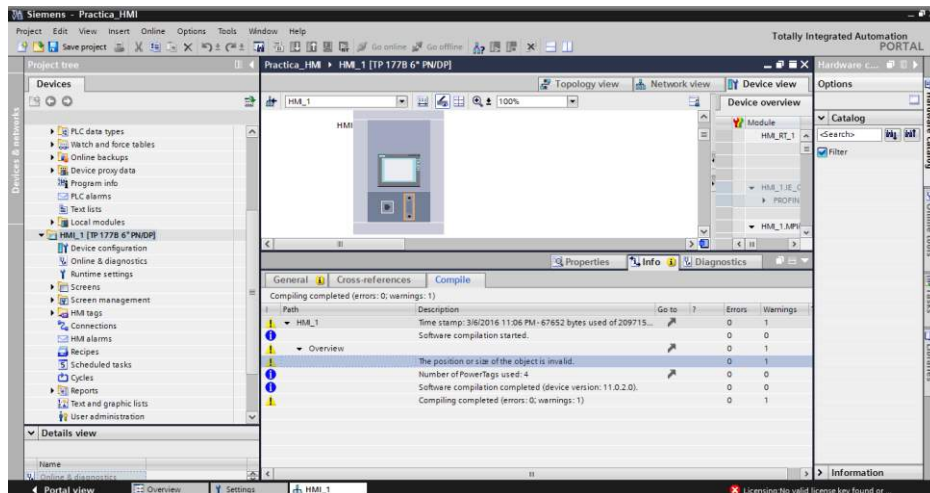 Siemens - Practica_HMI
Project Edit View Insert Online Options Tools Window Help
Totally Integrated Automation
PORTAL
Save project
Go online Go offline
Project tree
Practica_HMI ▸ HMI_1 [TP 177B 6" PN/DP]
Hardware c...
Devices
Topology view
Network view
Device view
Options
HMI_1
100%
Device overview
Catalog
Module
<Search>
Filter
HMI
HMI_RT_1
PROFIN
HMI_1.MPI
PLC data types
Watch and force tables
Online backups
Device proxy data
Program info
PLC alarms
Text lists
Local modules
HMI_1 [TP 177B 6" PN/DP]
Device configuration
Online & diagnostics
Runtime settings
Screens
Screen management
HMI tags
Connections
HMI alarms
Recipes
Scheduled tasks
Cycles
Reports
Text and graphic lists
User administration
Details view
Name
Online & diagnostics
Devices & networks
Properties
Info
Diagnostics
General
Cross-references
Compile
Compiling completed (errors: 0; warnings: 1)
! Path Description Go to ? Errors Warnings
HMI_1 Time stamp: 3/6/2016 11:06 PM - 67652 bytes used of 209715... 0 1
Software compilation started. 0 0
Overview 0 1
The position or size of the object is invalid. 0 1
Number of PowerTags used: 4 0 0
Software compilation completed (device version: 11.0.2.0). 0 0
Compiling completed (errors: 0; warnings: 1) 0 1
Information
Hardware catalog
Online tools
Tasks
Libraries
Portal view
Overview
Settings
HMI_1
Licensing:No valid license key found or ...